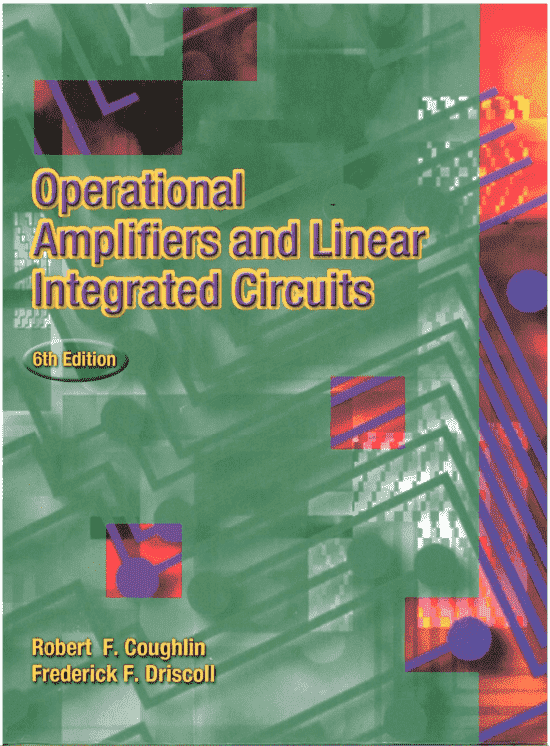 Operational
Amplifiers and Linear
Integrated Circuits
6th Edition
Robert F. Coughlin
Frederick F. Driscoll